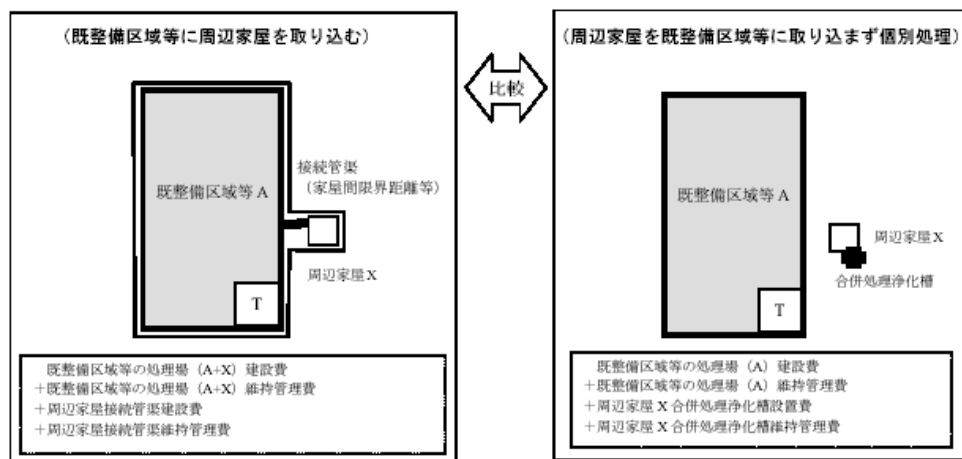 (既整備区域等に周辺家屋を取り込む)
既整備区域等 A
接続管渠
(家屋間限界距離等)
周辺家屋 X
T
既整備区域等の処理場 (A+X) 建設費
+既整備区域等の処理場 (A+X) 維持管理費
+周辺家屋接続管渠建設費
+周辺家屋接続管渠維持管理費
比較
(周辺家屋を既整備区域等に取り込まず個別処理)
既整備区域等 A
周辺家屋 X
合併処理浄化槽
T
既整備区域等の処理場 (A) 建設費
+既整備区域等の処理場 (A) 維持管理費
+周辺家屋 X 合併処理浄化槽設置費
+周辺家屋 X 合併処理浄化槽維持管理費